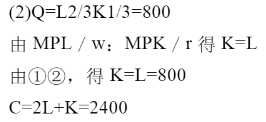 (2)Q=L2/3K1/3=800
由 MPL／w：MPK／r 得 K=L
由①②，得 K=L=800
C=2L+K=2400